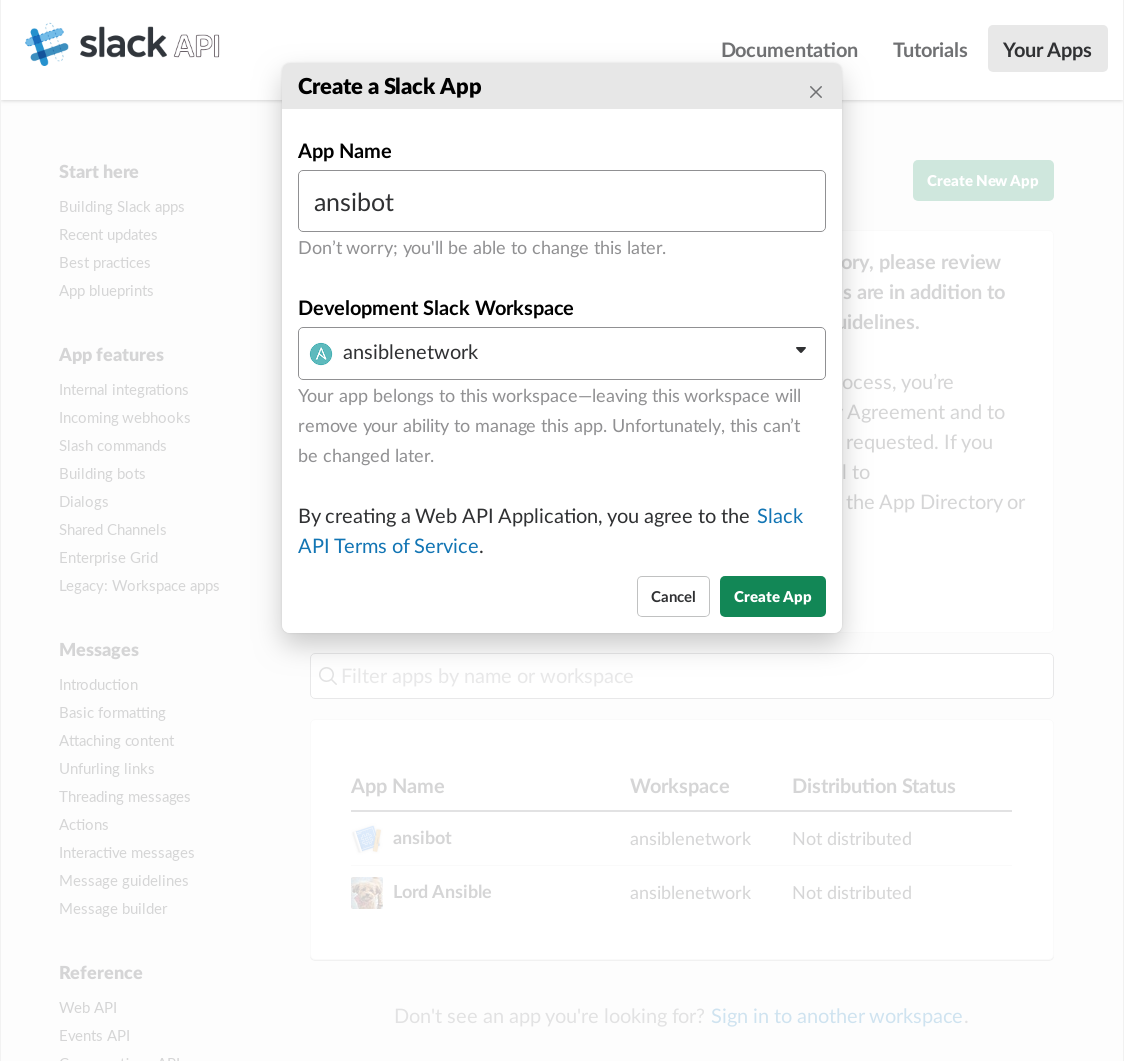 slack API
Documentation
Tutorials
Your Apps
Create a Slack App
App Name
ansibot
Don't worry; you'll be able to change this later.
Development Slack Workspace
ansiblenetwork
Your app belongs to this workspace—leaving this workspace will
remove your ability to manage this app. Unfortunately, this can't
be changed later.
By creating a Web API Application, you agree to the Slack
API Terms of Service.
Cancel
Create App
Start here
Building Slack apps
Recent updates
Best practices
App blueprints
App features
Internal integrations
Incoming webhooks
Slash commands
Building bots
Dialogs
Shared Channels
Enterprise Grid
Legacy: Workspace apps
Messages
Introduction
Basic formatting
Attaching content
Unfurling links
Threading messages
Actions
Interactive messages
Message guidelines
Message builder
Reference
Web API
Events API
Create New App
ory, please review
s are in addition to
uidelines.
ocess, you're
Agreement and to
requested. If you
to
the App Directory or
Filter apps by name or workspace
App Name Workspace Distribution Status
ansibot ansiblenetwork Not distributed
Lord Ansible ansiblenetwork Not distributed
Don't see an app you're looking for? Sign in to another workspace.